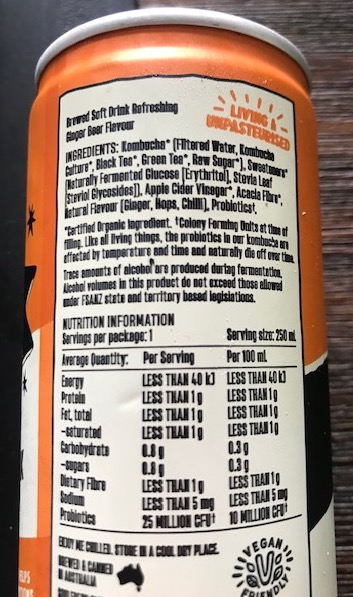 Brewed Soft Drink Refreshing
Ginger Beer Flavour
LIVING &
UNPASTEURISED
INGREDIENTS: Kombucha* (Filtered Water, Kombucha
Culture*, Black Tea*, Green Tea*, Raw Sugar*), Sweeteners*
(Naturally Fermented Glucose [Erythritol], Stevia Leaf
[Steviol Glycosides]), Apple Cider Vinegar*, Acacia Fibre*,
Natural Flavour (Ginger, Hops, Chilli), Probiotics‡.
*Certified Organic Ingredient. ‡Colony Forming Units at time of
filling. Like all living things, the probiotics in our kombucha are
affected by temperature and time and naturally die off over time.
Trace amounts of alcohol are produced during fermentation.
Alcohol volumes in this product do not exceed those allowed
under FSANZ state and territory based legislations.
NUTRITION INFORMATION
Servings per package: 1 Serving size: 250 mL
Average Quantity: Per Serving Per 100 mL
Energy LESS THAN 40 kJ LESS THAN 40 kJ
Protein LESS THAN 1 g LESS THAN 1 g
Fat, total LESS THAN 1 g LESS THAN 1 g
-saturated LESS THAN 1 g LESS THAN 1 g
Carbohydrate 0.8 g 0.3 g
-sugars 0.8 g 0.3 g
Dietary Fibre LESS THAN 1 g LESS THAN 1 g
Sodium LESS THAN 5 mg LESS THAN 5 mg
Probiotics 25 MILLION CFU‡ 10 MILLION CFU‡
ENJOY ME CHILLED. STORE IN A COOL DRY PLACE.
BREWED & CANNED
IN AUSTRALIA
VEGAN
FRIENDLY